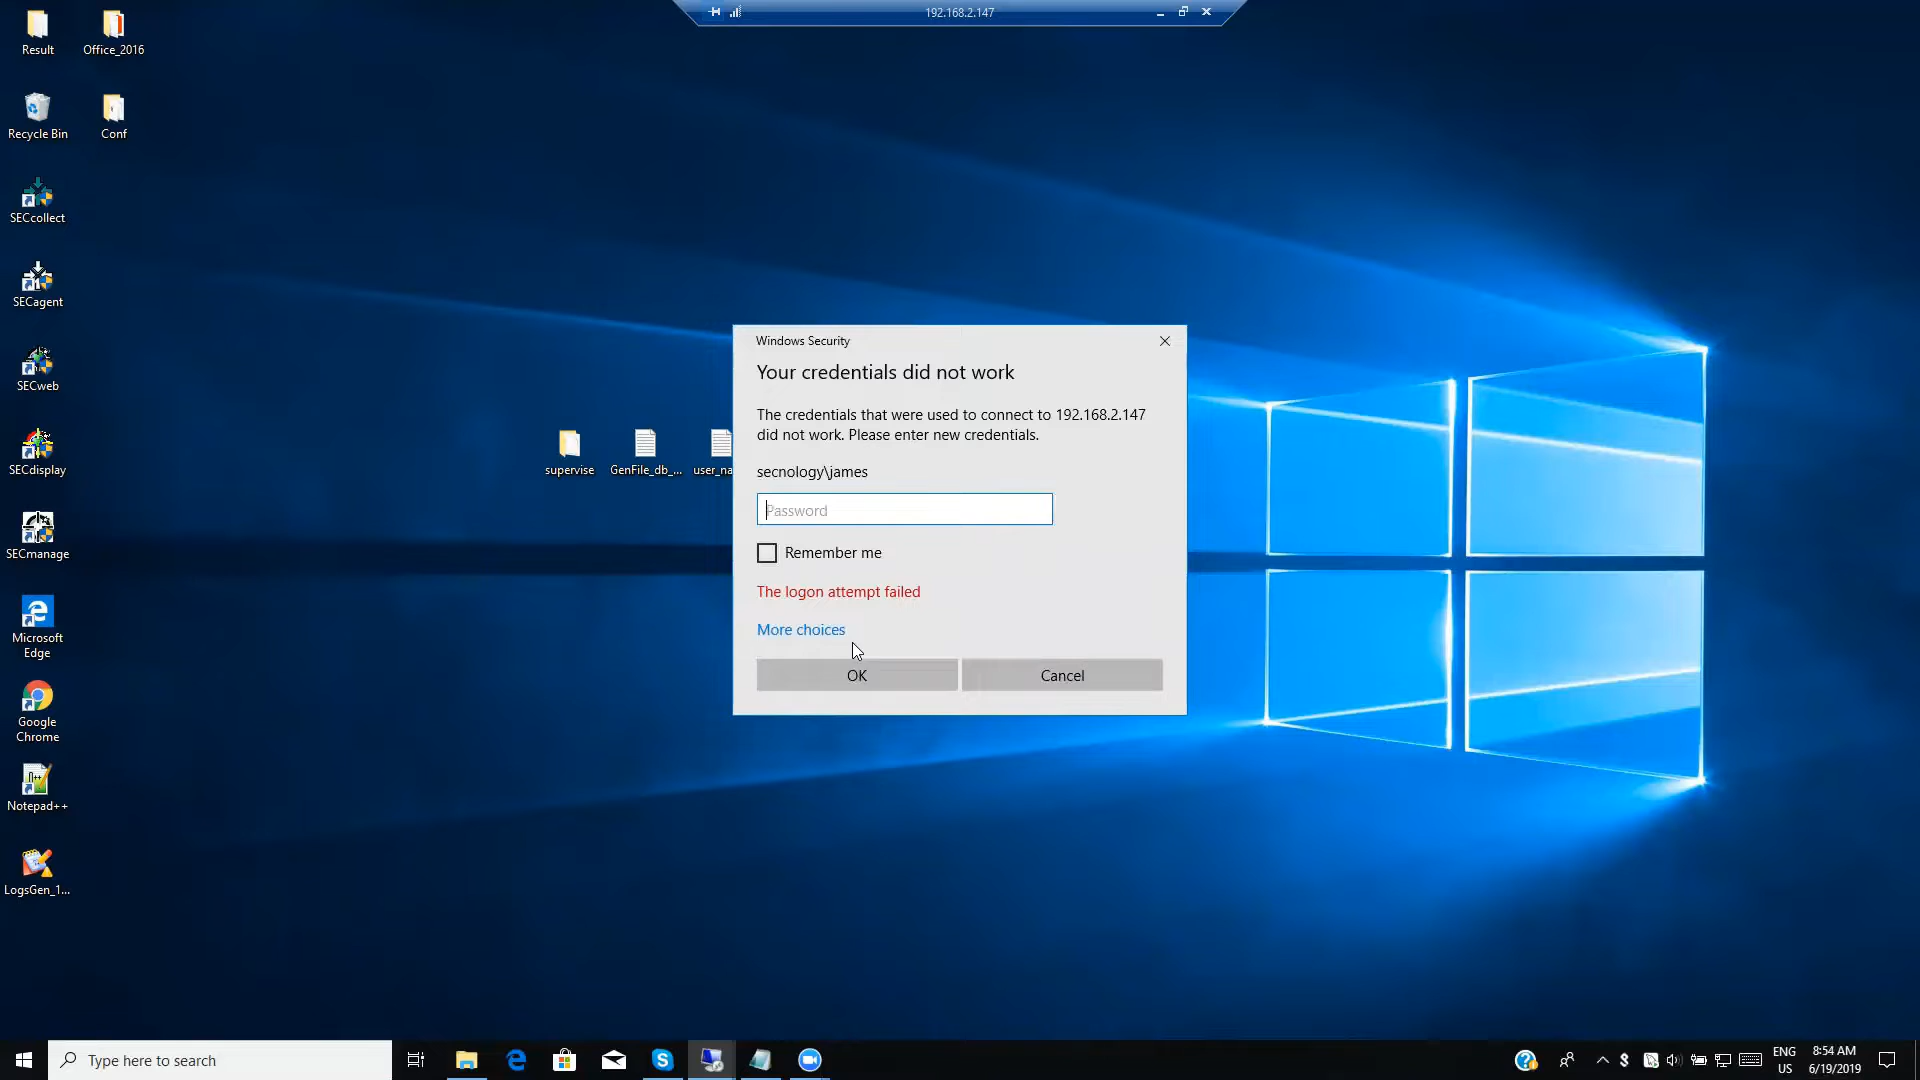 192.168.2.147
Result
Office_2016
Recycle Bin
Conf
SECcollect
SECagent
SECweb
SECdisplay
SECmanage
Microsoft
Edge
Google
Chrome
Notepad++
LogsGen_1...
supervise
GenFile_db_...
user_na
Windows Security
Your credentials did not work
The credentials that were used to connect to 192.168.2.147
did not work. Please enter new credentials.
secnology\james
Password
Remember me
The logon attempt failed
More choices
OK
Cancel
Type here to search
ENG
US
8:54 AM
6/19/2019